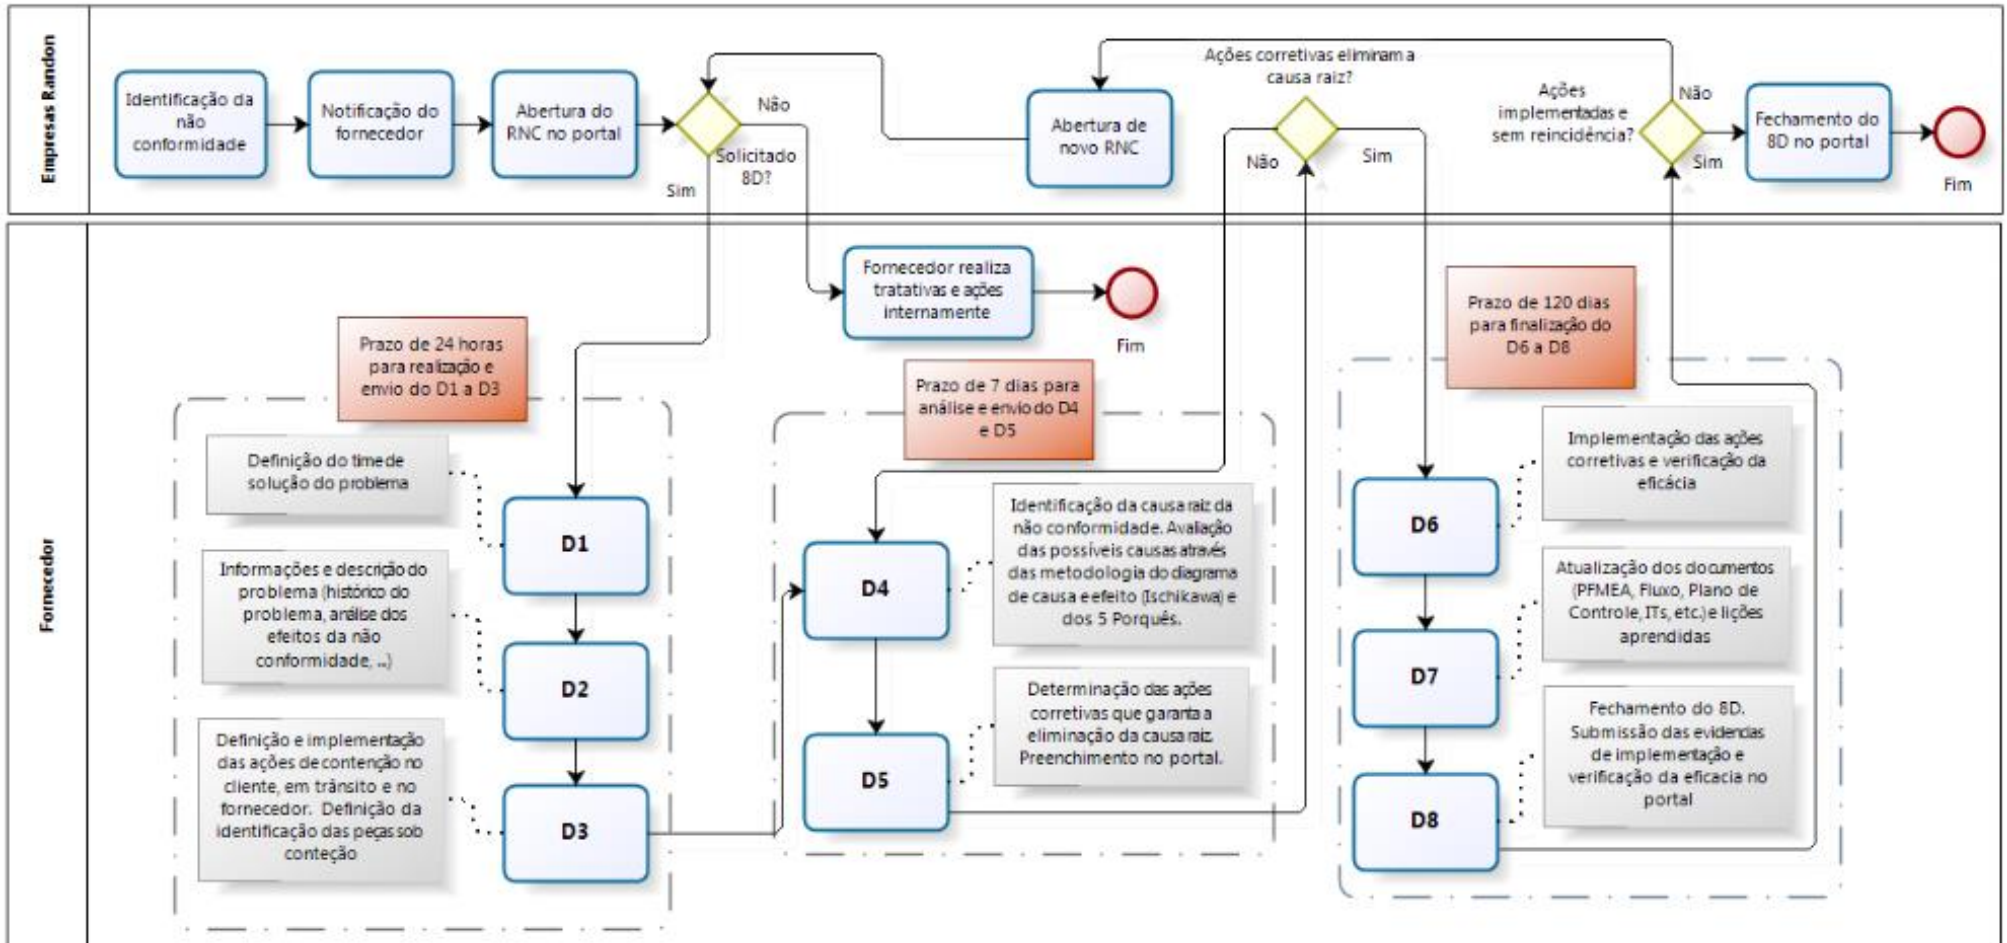 Empresas Randon
Identificação da
não
conformidade
Notificação do
fornecedor
Abertura do
RNC no portal
Não
Solicitado
8D?
Sim
Abertura de
novo RNC
Ações corretivas eliminam a
causa raiz?
Não
Sim
Ações
implementadas e
sem reincidência?
Não
Sim
Fechamento do
8D no portal
Fim
Fornecedor
Fornecedor realiza
tratativas e ações
internamente
Fim
Prazo de 24 horas
para realização e
envio do D1 a D3
Definição do time de
solução do problema
D1
Informações e descrição do
problema (histórico do
problema, análise dos
efeitos da não
conformidade, ...)
D2
Definição e implementação
das ações de contenção no
cliente, em trânsito e no
fornecedor. Definição da
identificação das peças sob
conteção
D3
Prazo de 7 dias para
análise e envio do D4
e D5
Identificação da causa raiz da
não conformidade. Avaliação
das possíveis causas através
das metodologia do diagrama
de causa e efeito (Ischikawa) e
dos 5 Porquês.
D4
Determinação das ações
corretivas que garanta a
eliminação da causa raiz.
Preenchimento no portal.
D5
Prazo de 120 dias
para finalização do
D6 a D8
Implementação das ações
corretivas e verificação da
eficácia
D6
Atualização dos documentos
(PFMEA, Fluxo, Plano de
Controle, ITs, etc.) e lições
aprendidas
D7
Fechamento do 8D.
Submissão das evidencias
de implementação e
verificação da eficacia no
portal
D8